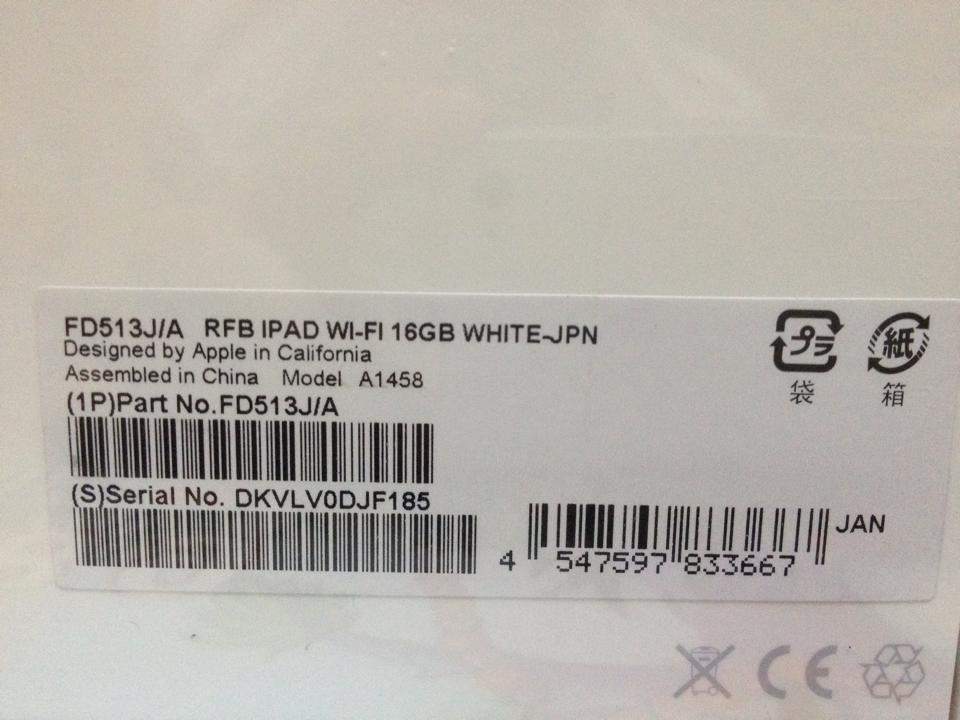 FD513J/A RFB IPAD WI-FI 16GB WHITE-JPN
Designed by Apple in California
Assembled in China Model A1458
(1P)Part No.FD513J/A
(S)Serial No. DKVLV0DJF185
プラ
袋
紙
箱
JAN
4 547597 833667
CE